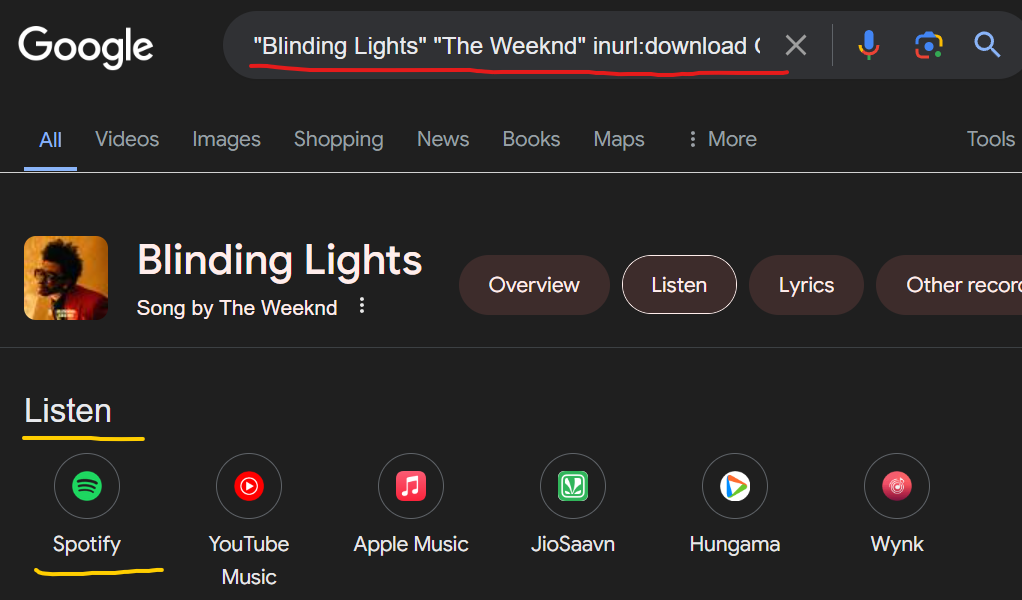 Google
"Blinding Lights" "The Weeknd" inurl:download
All Videos Images Shopping News Books Maps More Tools
Blinding Lights
Song by The Weeknd
Overview Listen Lyrics Other
Listen
Spotify YouTube Music Apple Music JioSaavn Hungama Wynk